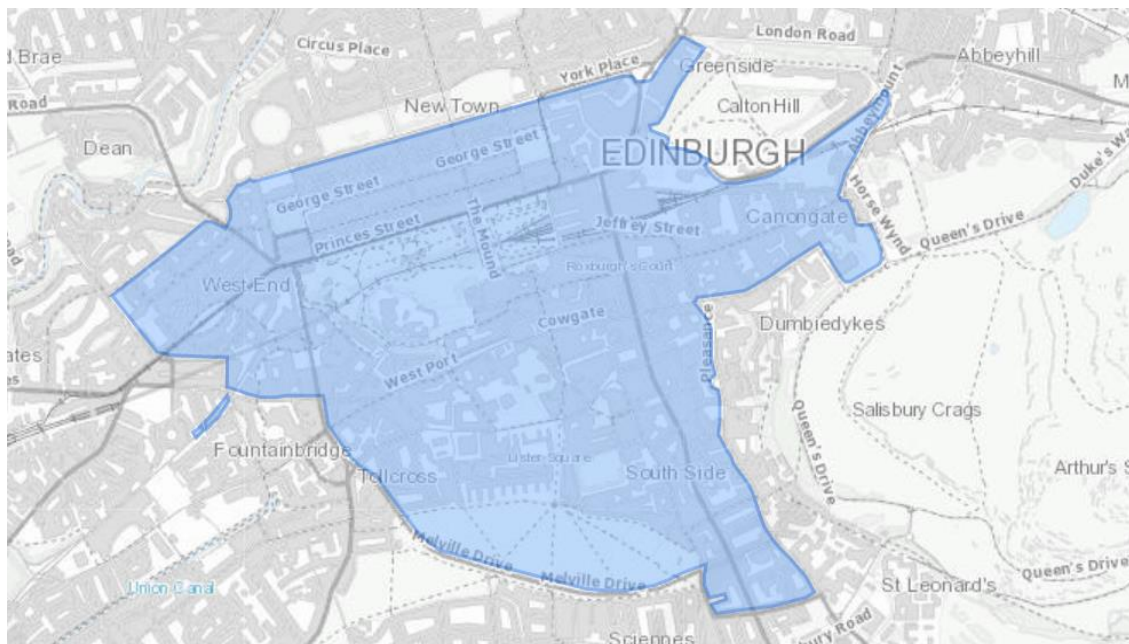 London Road
d Brae
Circus Place
Abbeyhill
York Place
Greenside
M
Road
New Town
Calton Hill
Abbeymount
Dean
George Street
EDINBURGH
Duke's Wa
George Street
Horse Wynd
Canongate
Princes Street
The Mound
Jeffrey Street
Queen's Drive
Roxburgh's Court
West End
Cowgate
Dumbiedykes
Pleasance
ates
West Port
es
Salisbury Crags
Queen's Drive
Fountainbridge
Lister Square
South Side
Arthur's S
Tollcross
Melville Drive
Melville Drive
Queen's Drive
Union Canal
St Leonard's
Sciennes
bury Road